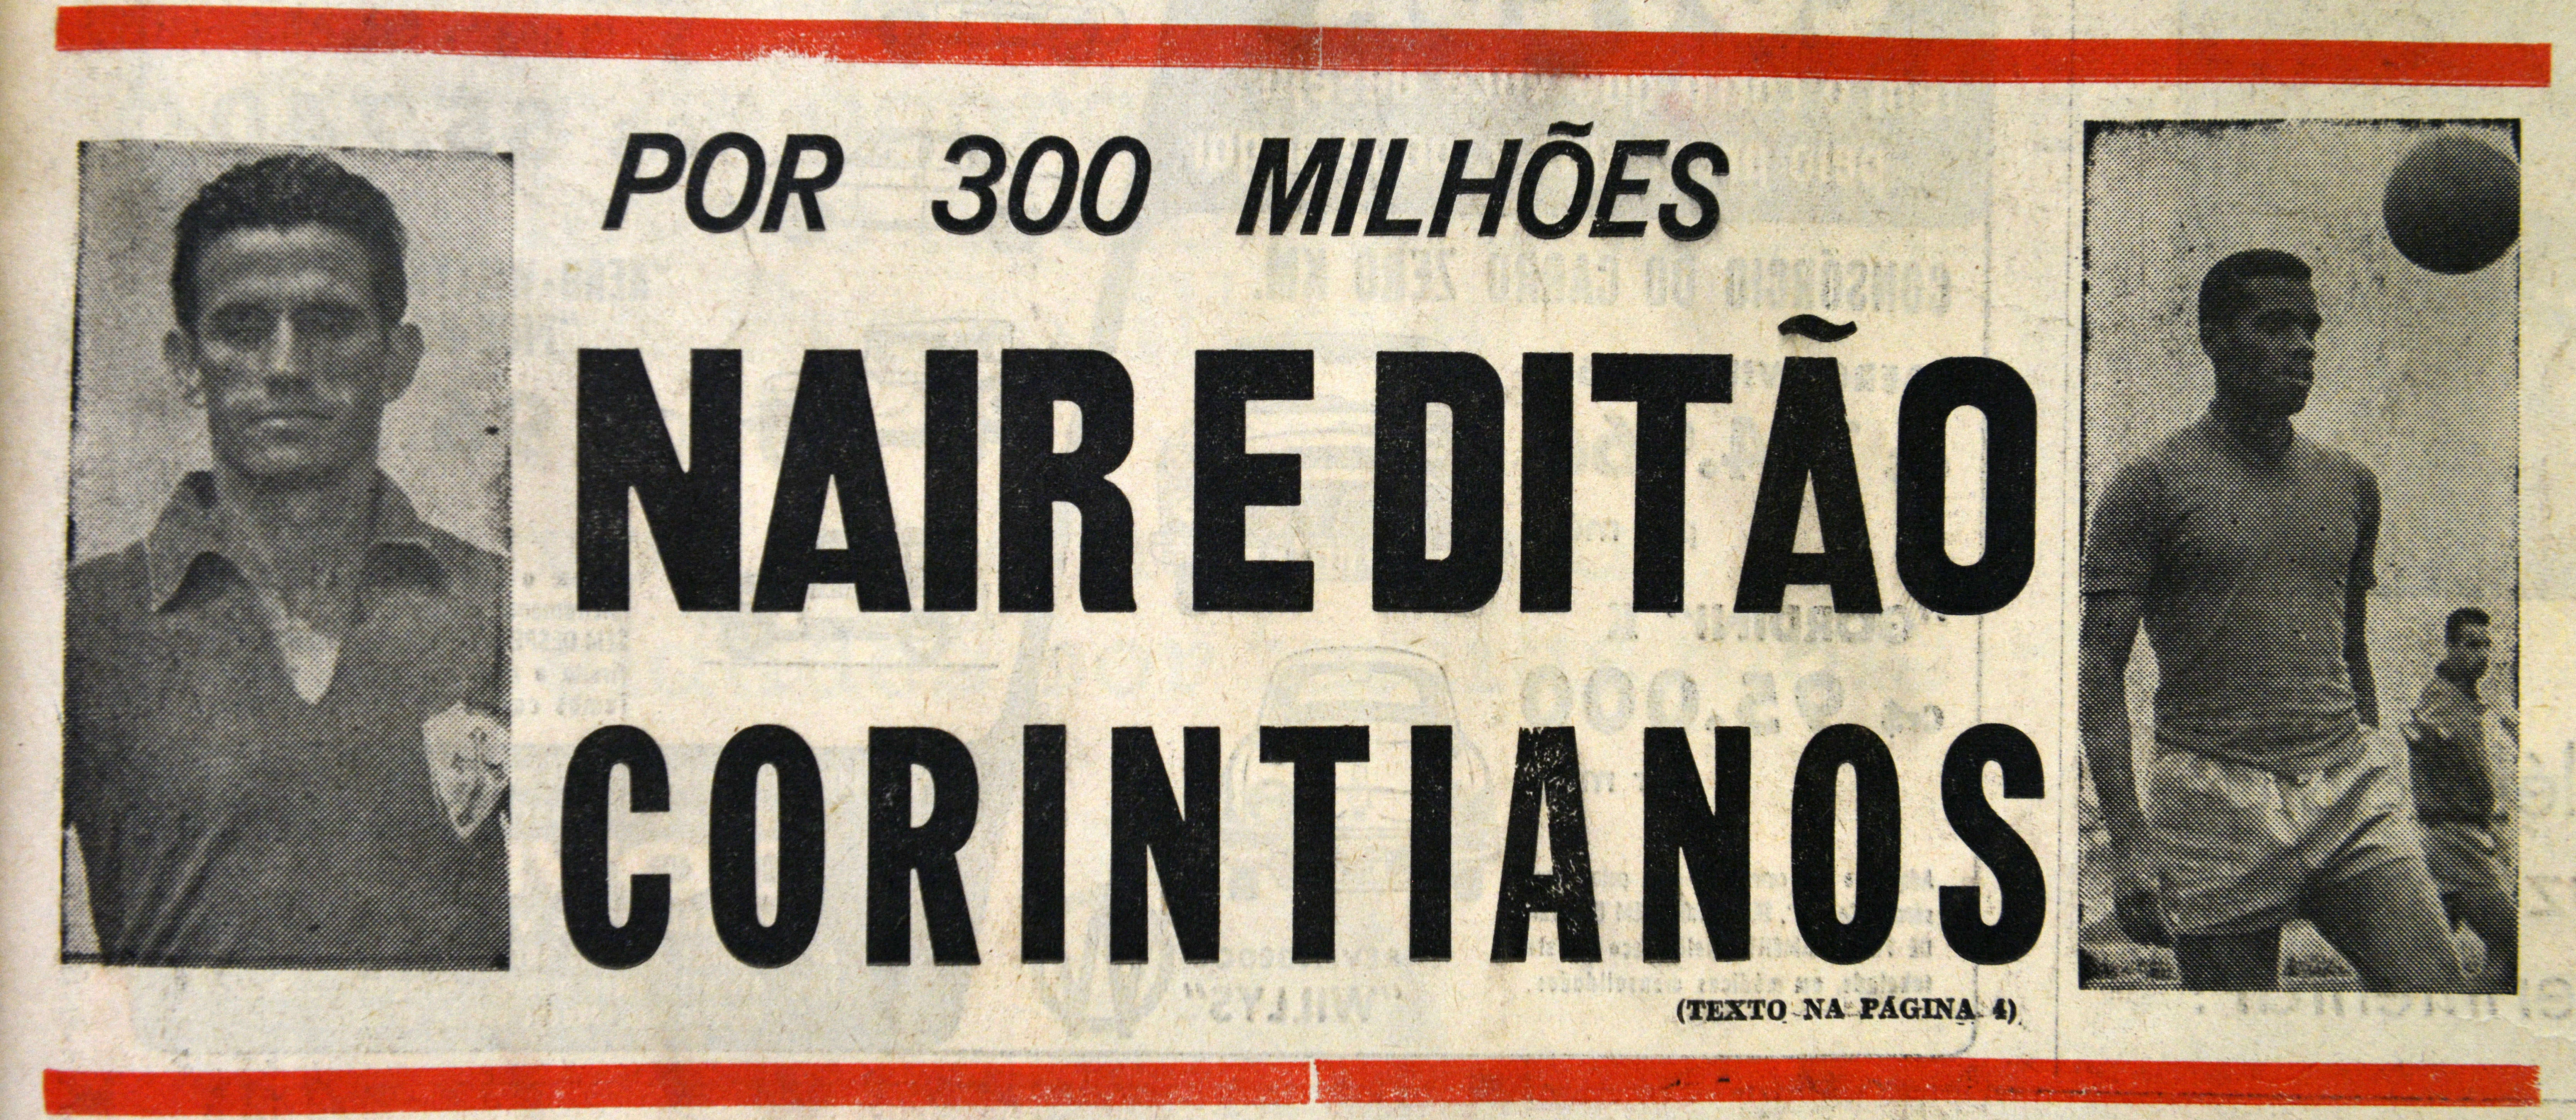 POR 300 MILHÕES
NAIR E DITÃO
CORINTIANOS
(TEXTO NA PÁGINA 4)